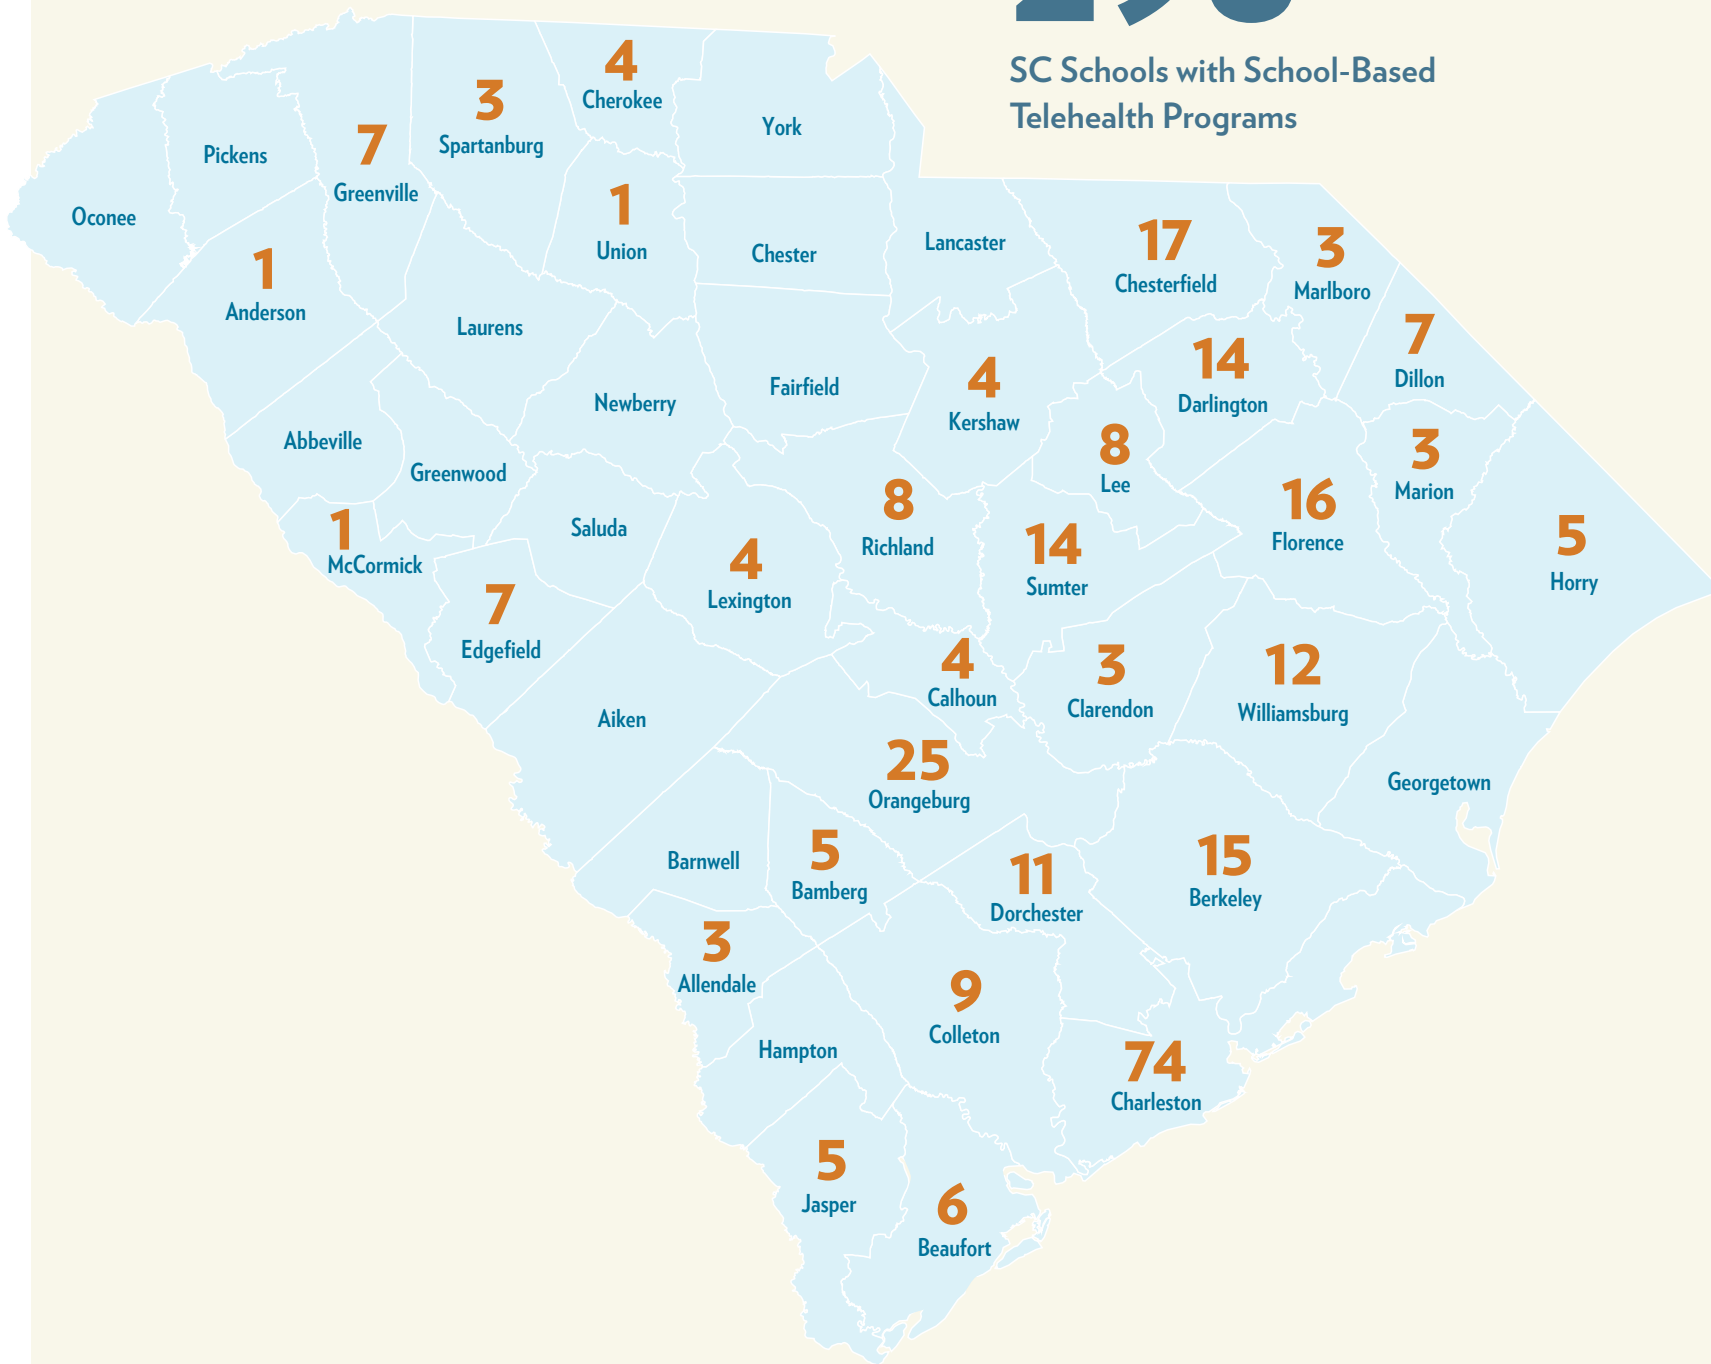 SC Schools with School-Based
Telehealth Programs
4
Cherokee
3
Spartanburg
York
7
Greenville
Pickens
Oconee
1
Union
Chester
Lancaster
17
Chesterfield
3
Marlboro
1
Anderson
Laurens
7
Dillon
Newberry
Fairfield
4
Kershaw
14
Darlington
Abbeville
Greenwood
8
Lee
3
Marion
1
McCormick
Saluda
4
Lexington
8
Richland
14
Sumter
16
Florence
5
Horry
7
Edgefield
4
Calhoun
3
Clarendon
12
Williamsburg
Aiken
25
Orangeburg
Georgetown
Barnwell
5
Bamberg
11
Dorchester
15
Berkeley
3
Allendale
9
Colleton
Hampton
74
Charleston
5
Jasper
6
Beaufort